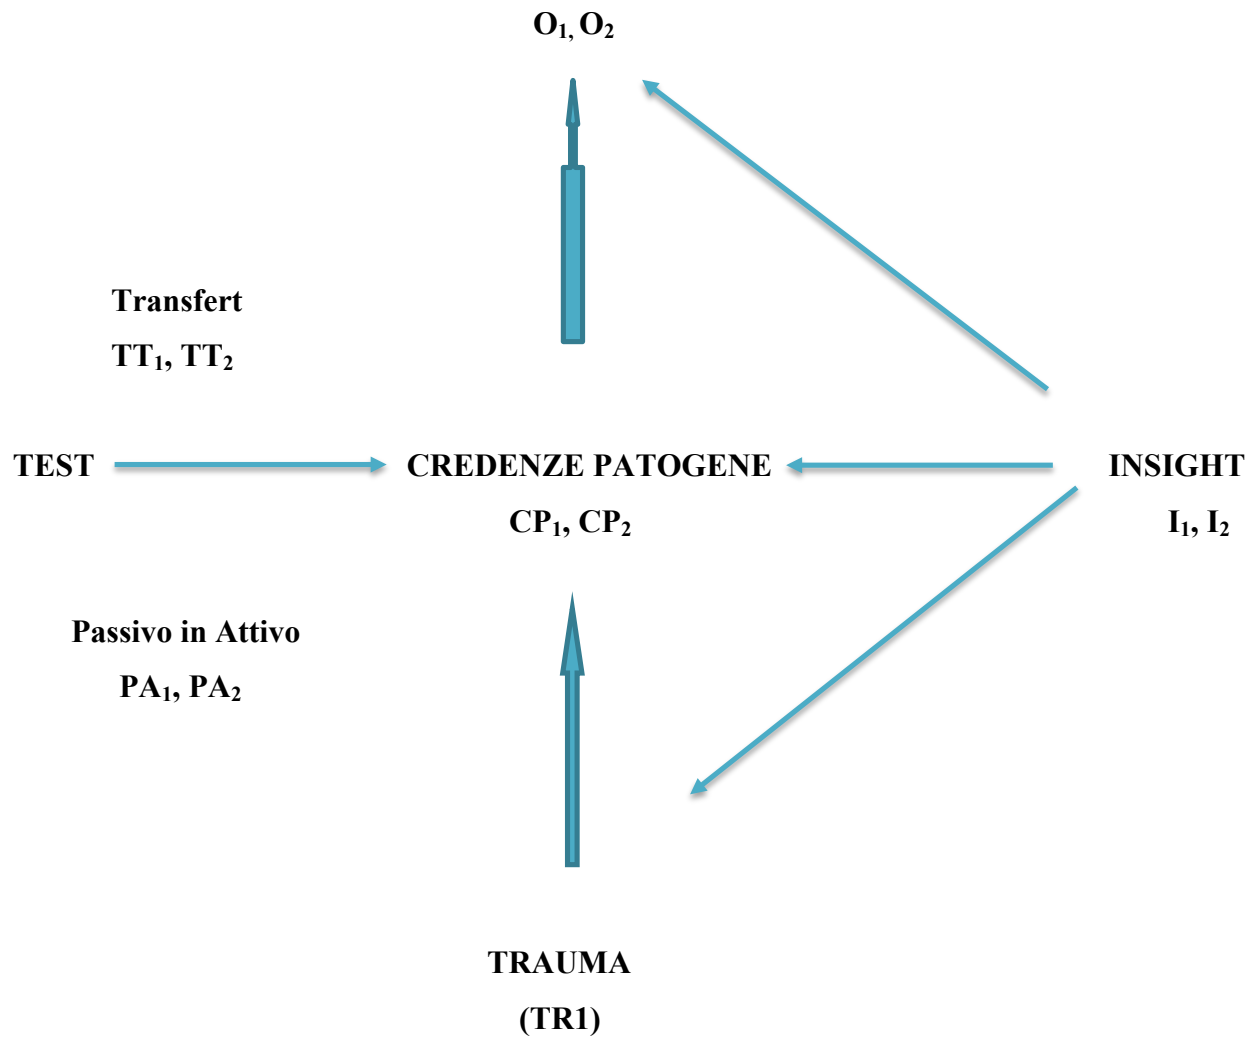 O₁, O₂
Transfert
TT₁, TT₂
TEST CREDENZE PATOGENE INSIGHT
CP₁, CP₂ I₁, I₂
Passivo in Attivo
PA₁, PA₂
TRAUMA
(TR1)